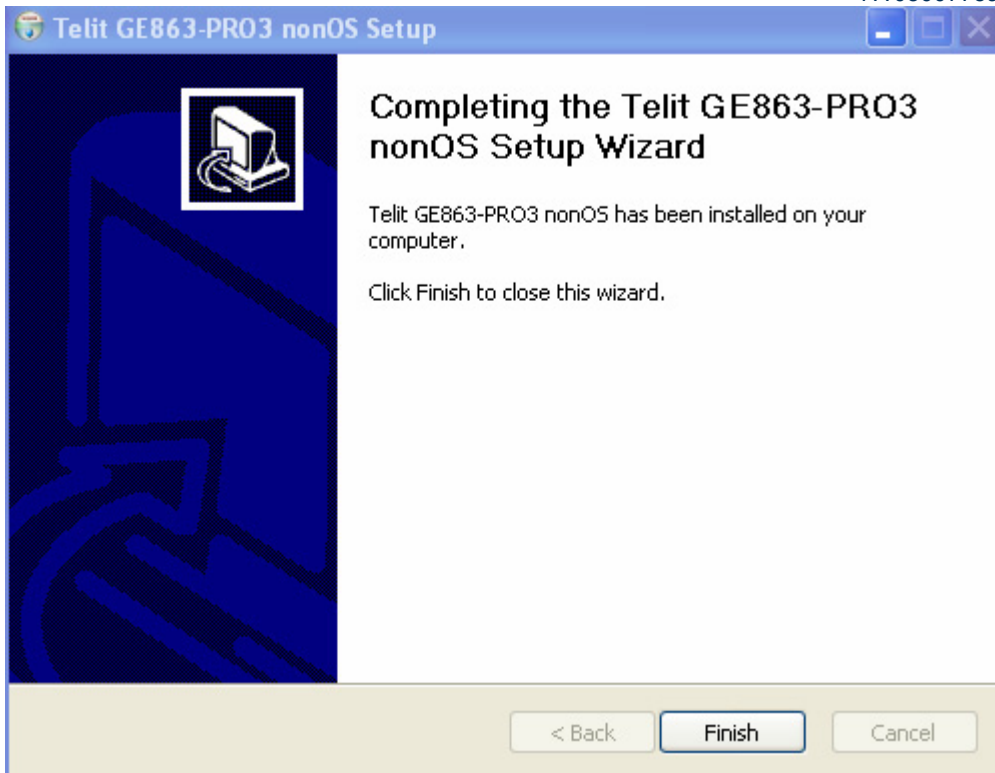 Telit GE863-PRO3 nonOS Setup
Completing the Telit GE863-PRO3
nonOS Setup Wizard
Telit GE863-PRO3 nonOS has been installed on your
computer.
Click Finish to close this wizard.
< Back
Finish
Cancel